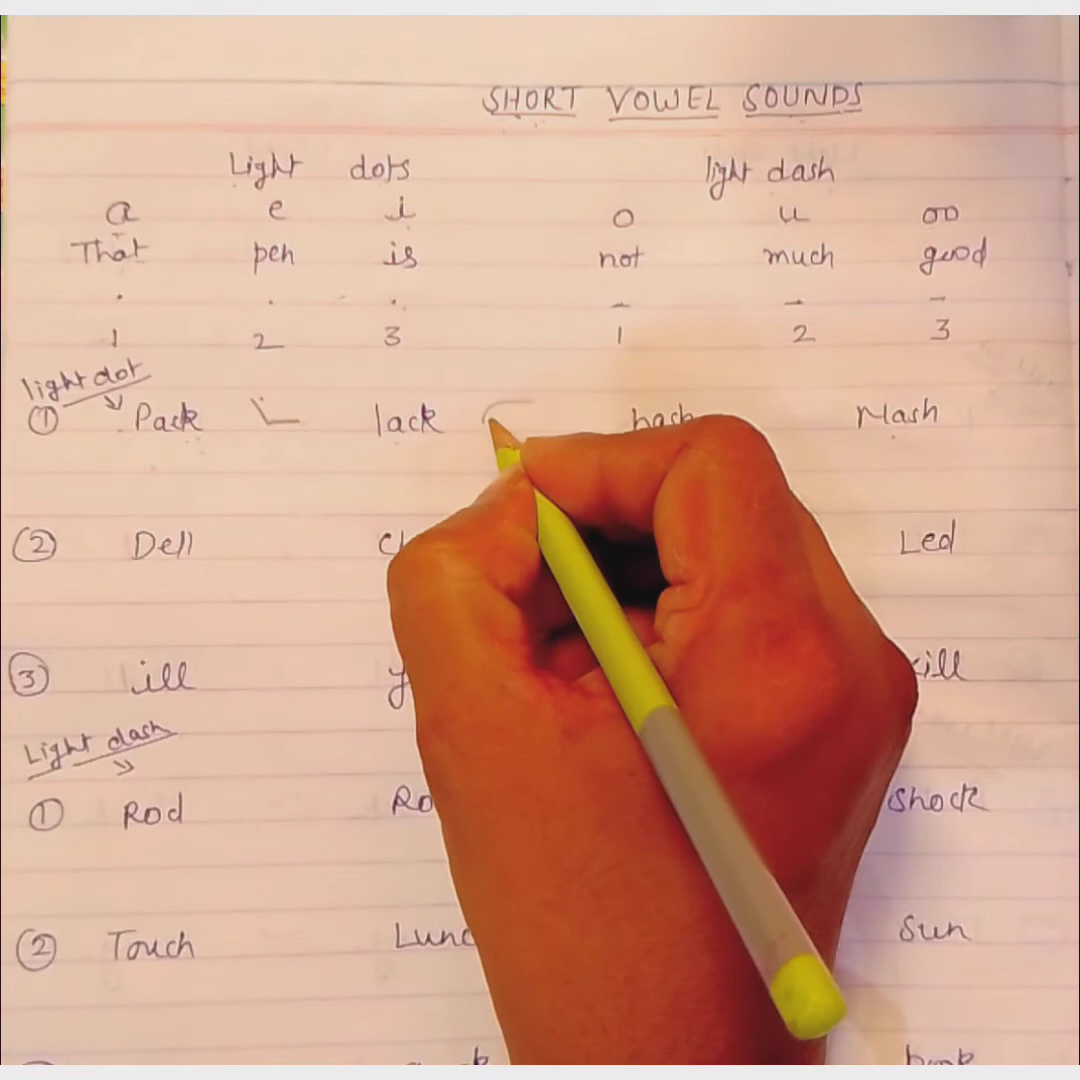 SHORT VOWEL SOUNDS
Light dots light dash
a e i o u oo
That pen is not much good
. . . – – –
1 2 3 1 2 3
light dot
① Pack lack hash Mash
② Dell Led
③ ill
Light dash
① Rod shock
② Touch Sun